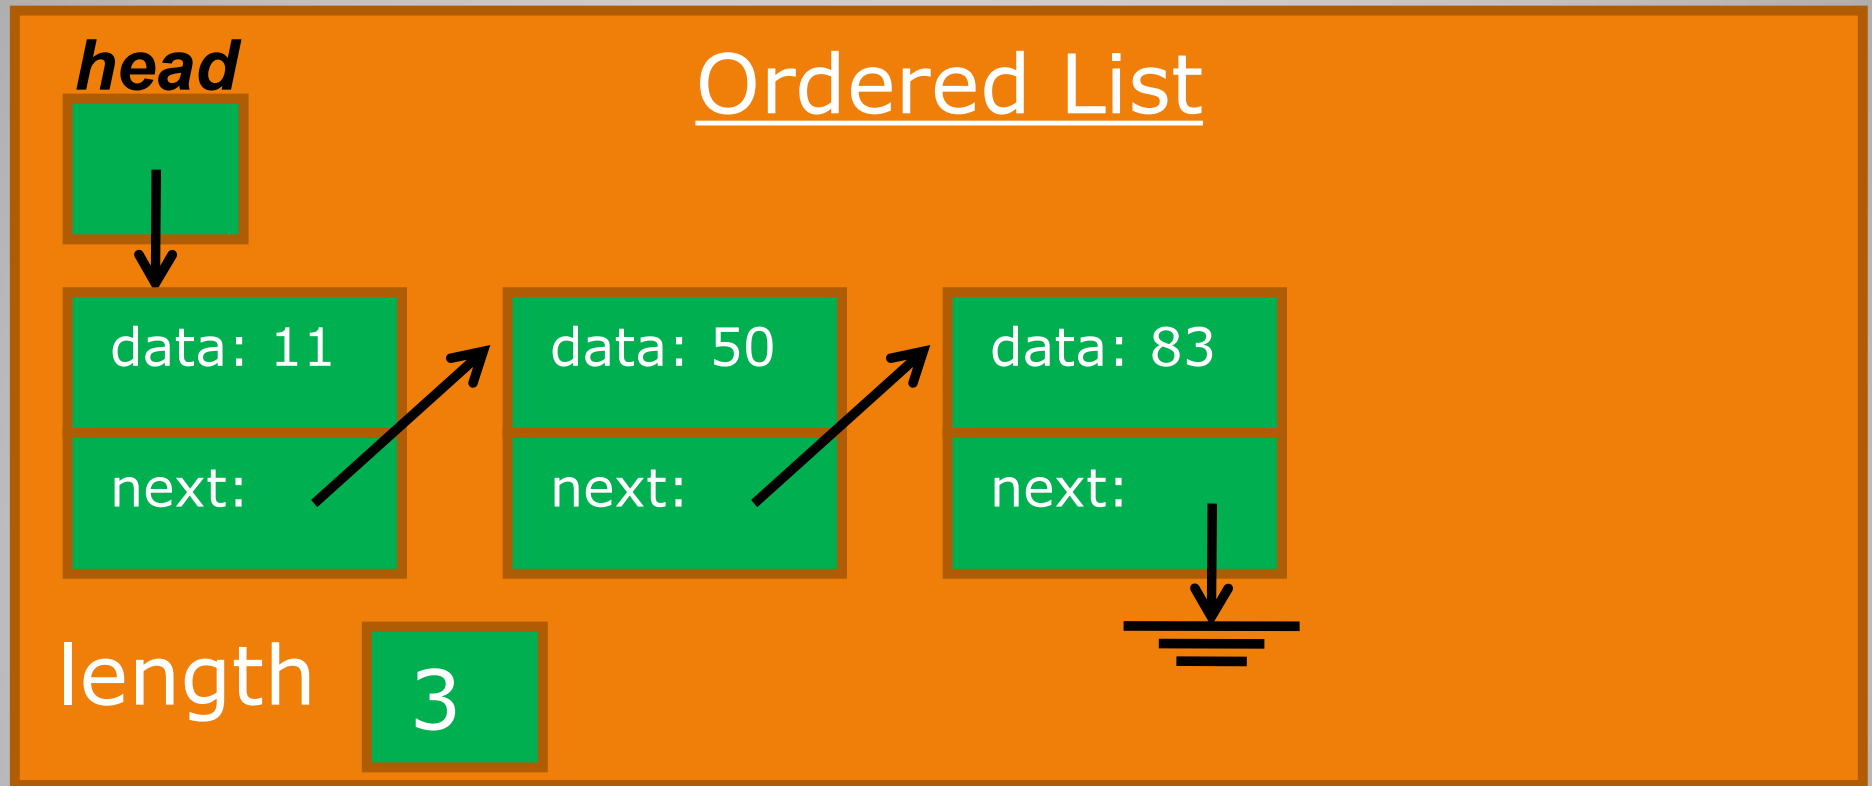 head
Ordered List
data: 11
data: 50
data: 83
next:
next:
next:
length
3